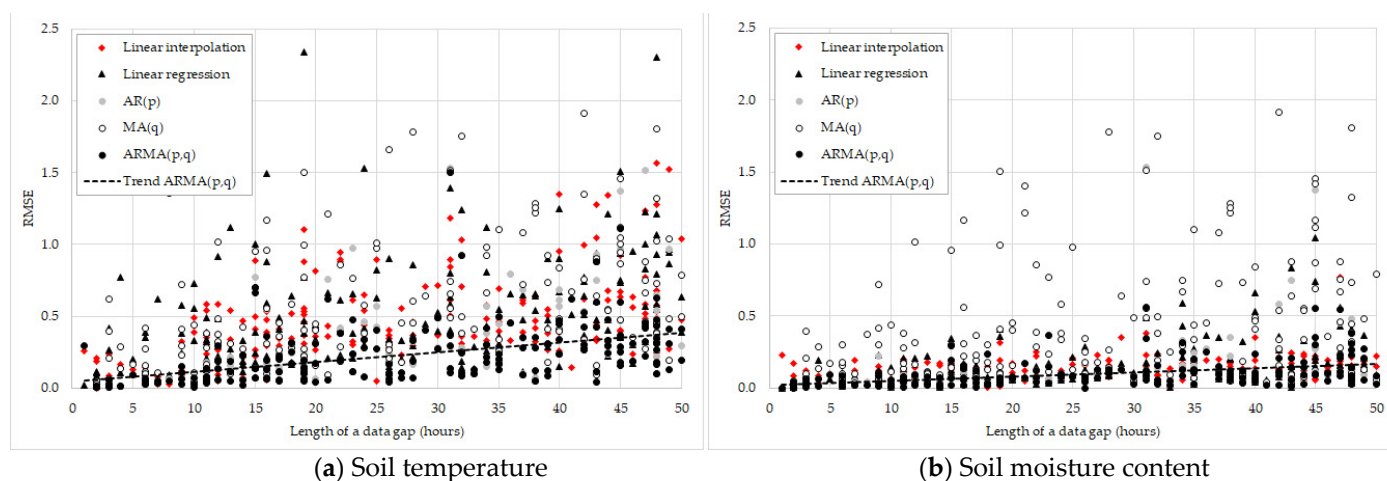 2.5
2.0
1.5
1.0
0.5
0.0
RMSE
Linear interpolation
Linear regression
AR(p)
MA(q)
ARMA(p,q)
Trend ARMA(p,q)
0 5 10 15 20 25 30 35 40 45 50
Length of a data gap (hours)
(a) Soil temperature
2.5
2.0
1.5
1.0
0.5
0.0
RMSE
Linear interpolation
Linear regression
AR(p)
MA(q)
ARMA(p,q)
Trend ARMA(p,q)
0 5 10 15 20 25 30 35 40 45 50
Length of a data gap (hours)
(b) Soil moisture content